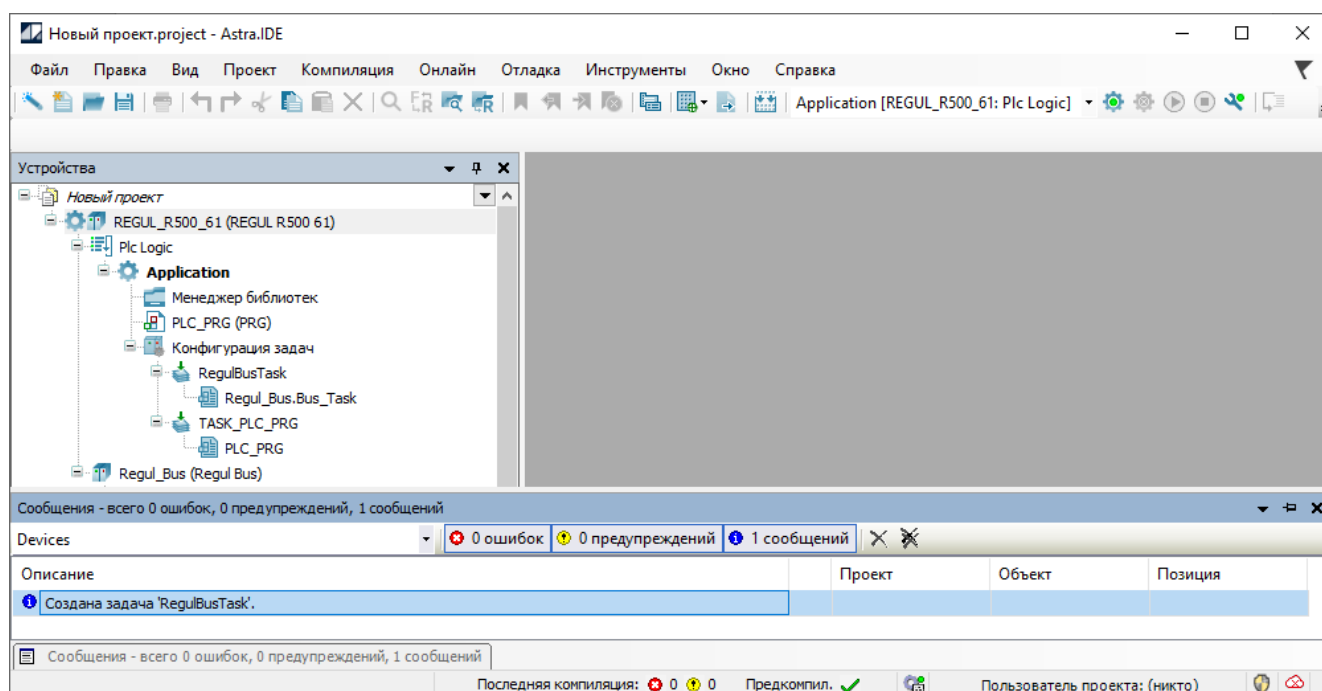 Новый проект.project - Astra.IDE
Файл Правка Вид Проект Компиляция Онлайн Отладка Инструменты Окно Справка
Application [REGUL_R500_61: Plc Logic]
Устройства
Новый проект
REGUL_R500_61 (REGUL R500 61)
Plc Logic
Application
Менеджер библиотек
PLC_PRG (PRG)
Конфигурация задач
RegulBusTask
Regul_Bus.Bus_Task
TASK_PLC_PRG
PLC_PRG
Regul_Bus (Regul Bus)
Сообщения - всего 0 ошибок, 0 предупреждений, 1 сообщений
Devices 0 ошибок 0 предупреждений 1 сообщений
Описание Проект Объект Позиция
Создана задача 'RegulBusTask'.
Сообщения - всего 0 ошибок, 0 предупреждений, 1 сообщений
Последняя компиляция: 0 0 Предкомпил. Пользователь проекта: (никто)